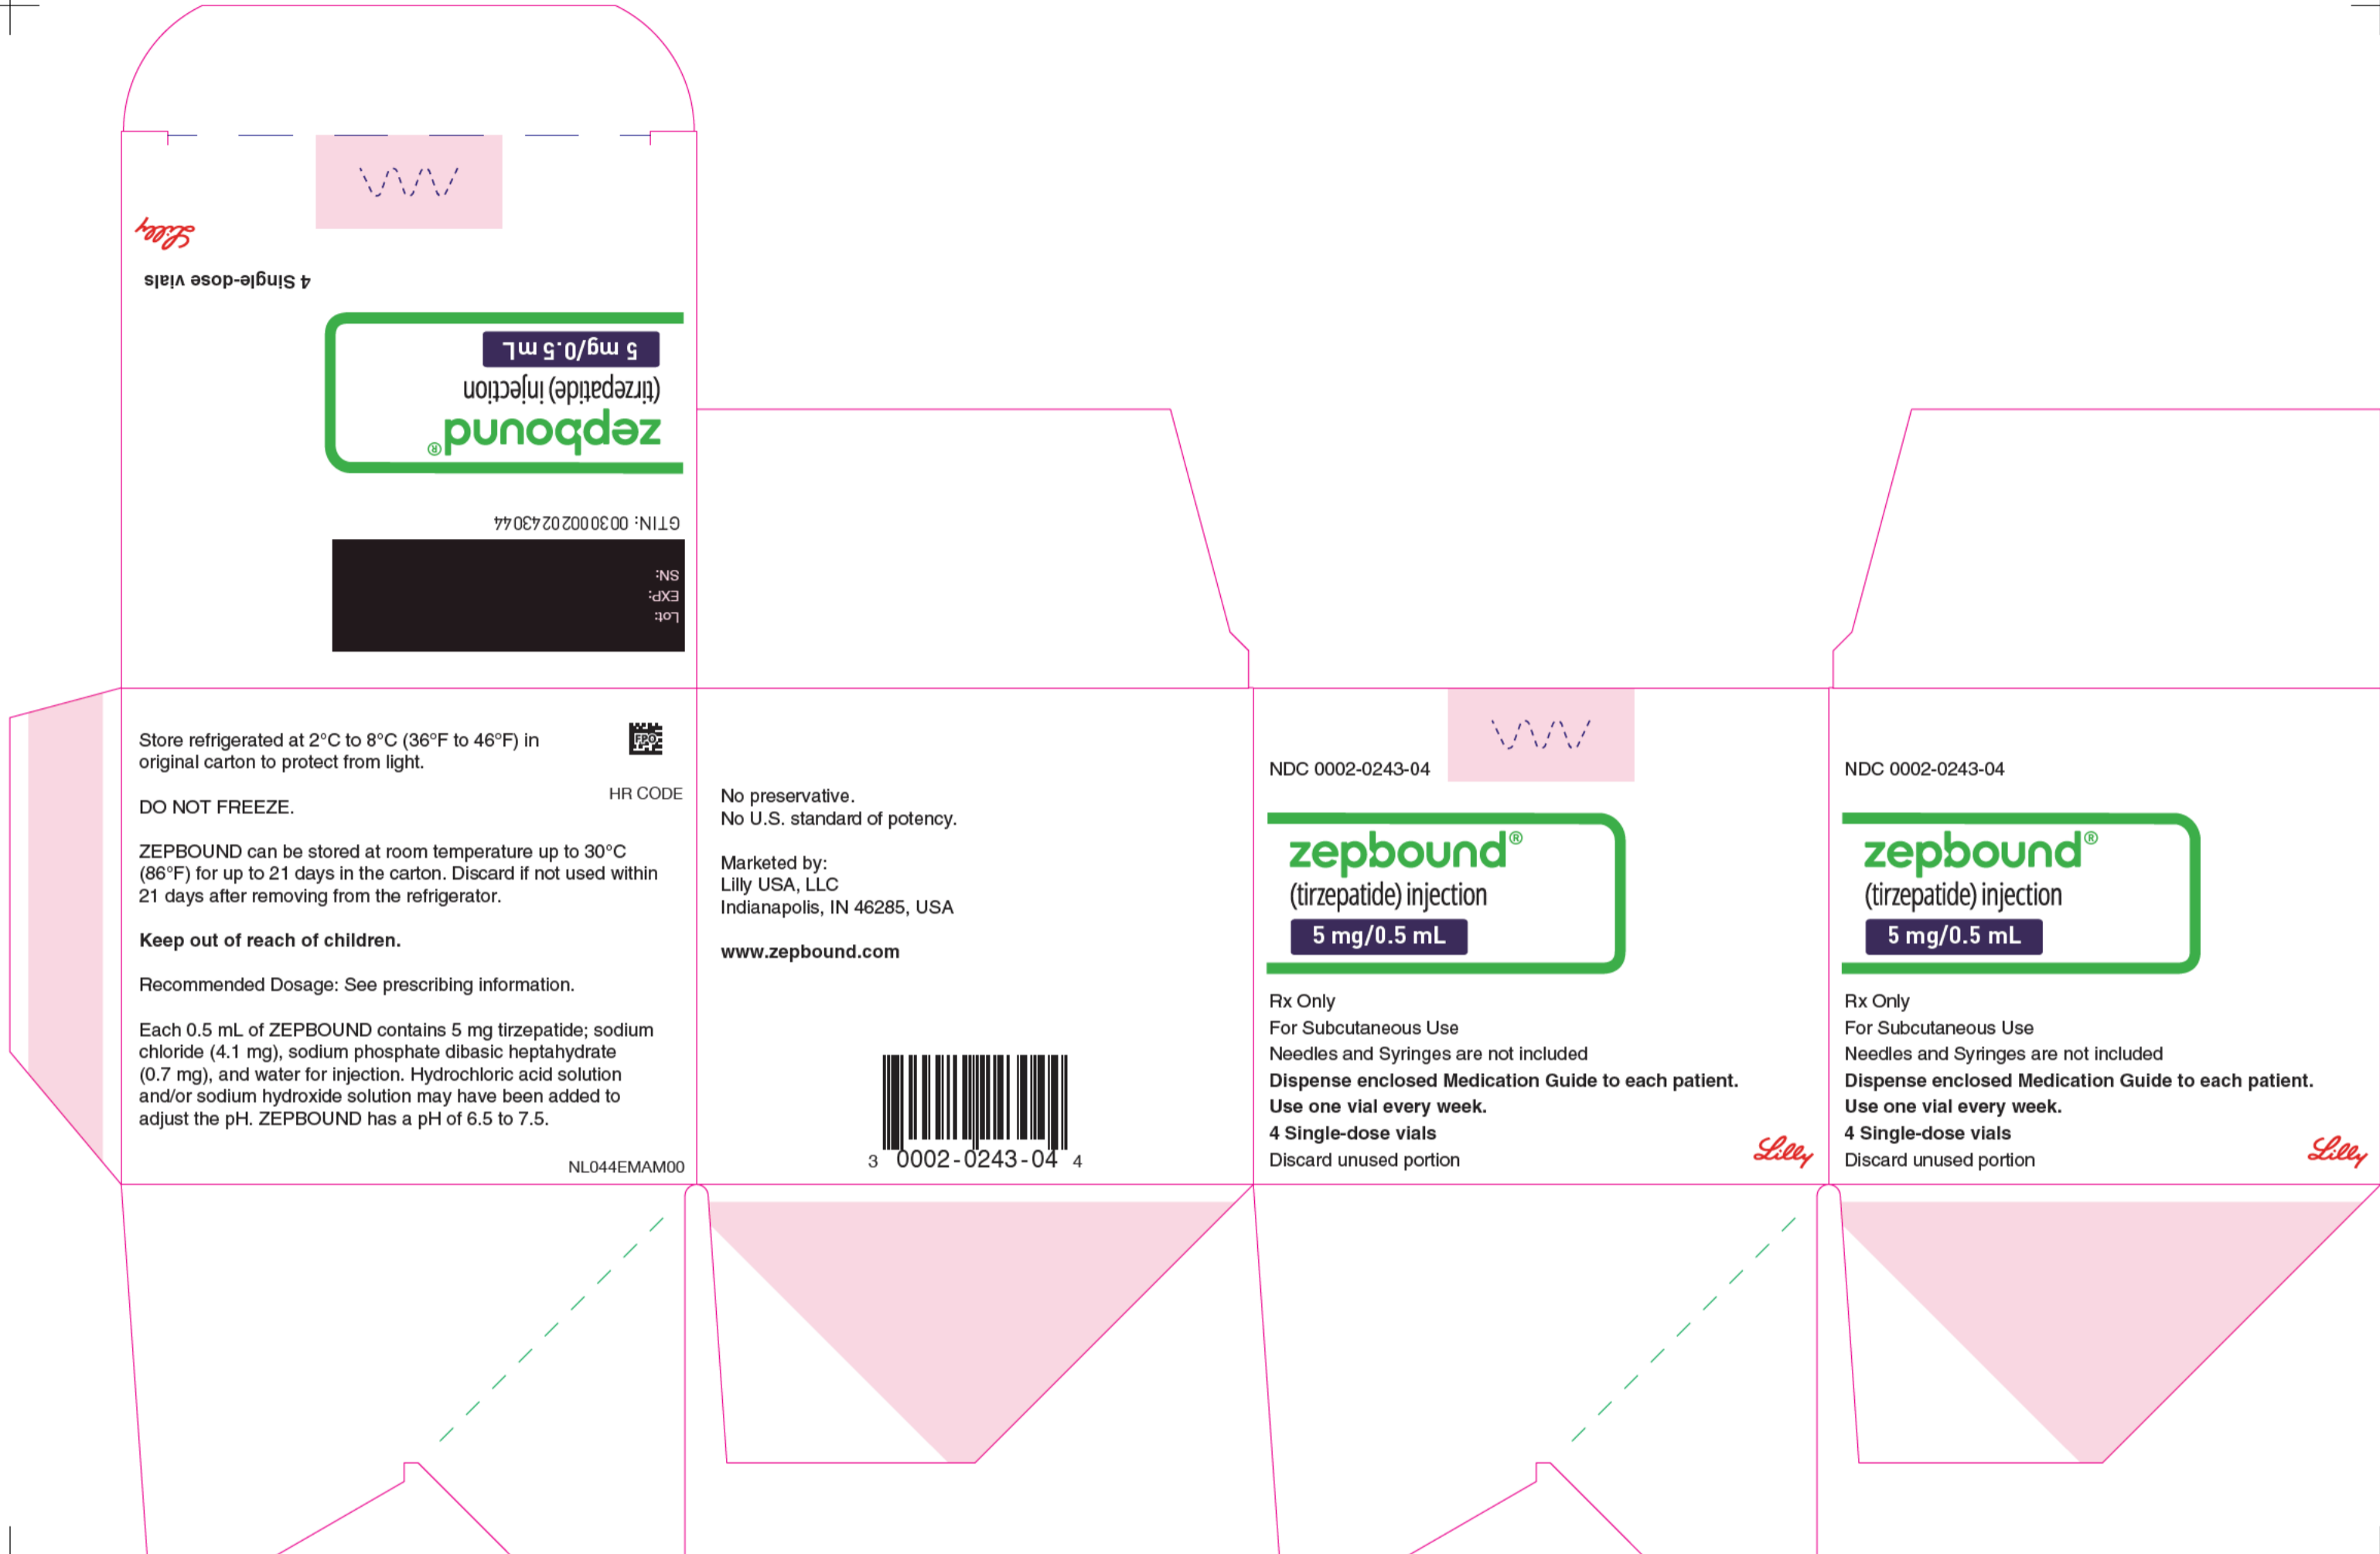 Lilly
4 Single-dose vials
5 mg/0.5 mL
(tirzepatide) injection
zepbound®
GTIN: 00300020243044
SN:
EXP:
Lot:
Store refrigerated at 2°C to 8°C (36°F to 46°F) in
original carton to protect from light.
FPO
HR CODE
DO NOT FREEZE.
ZEPBOUND can be stored at room temperature up to 30°C
(86°F) for up to 21 days in the carton. Discard if not used within
21 days after removing from the refrigerator.
Keep out of reach of children.
Recommended Dosage: See prescribing information.
Each 0.5 mL of ZEPBOUND contains 5 mg tirzepatide; sodium
chloride (4.1 mg), sodium phosphate dibasic heptahydrate
(0.7 mg), and water for injection. Hydrochloric acid solution
and/or sodium hydroxide solution may have been added to
adjust the pH. ZEPBOUND has a pH of 6.5 to 7.5.
NL044EMAM00
No preservative.
No U.S. standard of potency.
Marketed by:
Lilly USA, LLC
Indianapolis, IN 46285, USA
www.zepbound.com
3 0002-0243-04 4
NDC 0002-0243-04
zepbound®
(tirzepatide) injection
5 mg/0.5 mL
Rx Only
For Subcutaneous Use
Needles and Syringes are not included
Dispense enclosed Medication Guide to each patient.
Use one vial every week.
4 Single-dose vials
Discard unused portion
Lilly
NDC 0002-0243-04
zepbound®
(tirzepatide) injection
5 mg/0.5 mL
Rx Only
For Subcutaneous Use
Needles and Syringes are not included
Dispense enclosed Medication Guide to each patient.
Use one vial every week.
4 Single-dose vials
Discard unused portion
Lilly